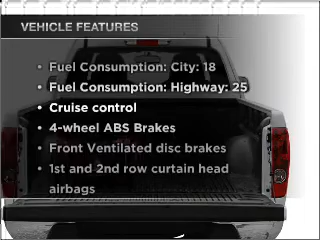 VEHICLE FEATURES
• Fuel Consumption: City: 18
• Fuel Consumption: Highway: 25
• Cruise control
• 4-wheel ABS Brakes
• Front Ventilated disc brakes
• 1st and 2nd row curtain head
airbags